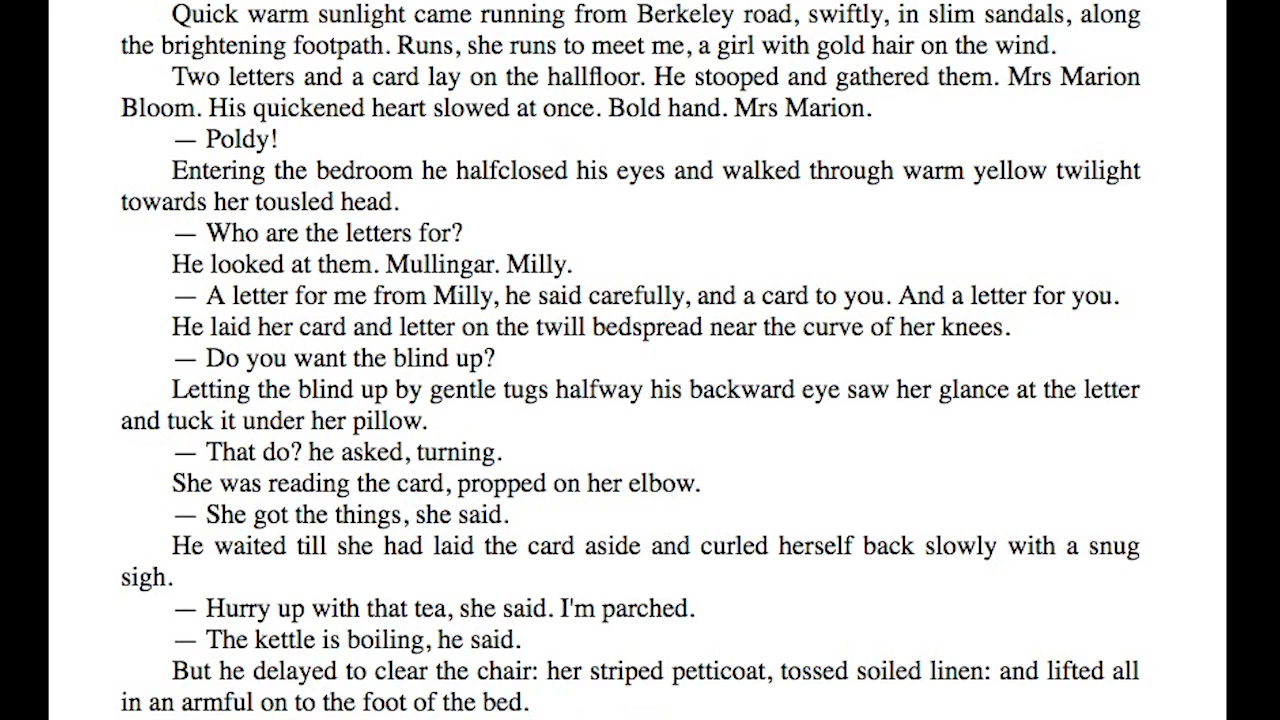 Quick warm sunlight came running from Berkeley road, swiftly, in slim sandals, along
the brightening footpath. Runs, she runs to meet me, a girl with gold hair on the wind.
Two letters and a card lay on the hallfloor. He stooped and gathered them. Mrs Marion
Bloom. His quickened heart slowed at once. Bold hand. Mrs Marion.
— Poldy!
Entering the bedroom he halfclosed his eyes and walked through warm yellow twilight
towards her tousled head.
— Who are the letters for?
He looked at them. Mullingar. Milly.
— A letter for me from Milly, he said carefully, and a card to you. And a letter for you.
He laid her card and letter on the twill bedspread near the curve of her knees.
— Do you want the blind up?
Letting the blind up by gentle tugs halfway his backward eye saw her glance at the letter
and tuck it under her pillow.
— That do? he asked, turning.
She was reading the card, propped on her elbow.
— She got the things, she said.
He waited till she had laid the card aside and curled herself back slowly with a snug
sigh.
— Hurry up with that tea, she said. I'm parched.
— The kettle is boiling, he said.
But he delayed to clear the chair: her striped petticoat, tossed soiled linen: and lifted all
in an armful on to the foot of the bed.